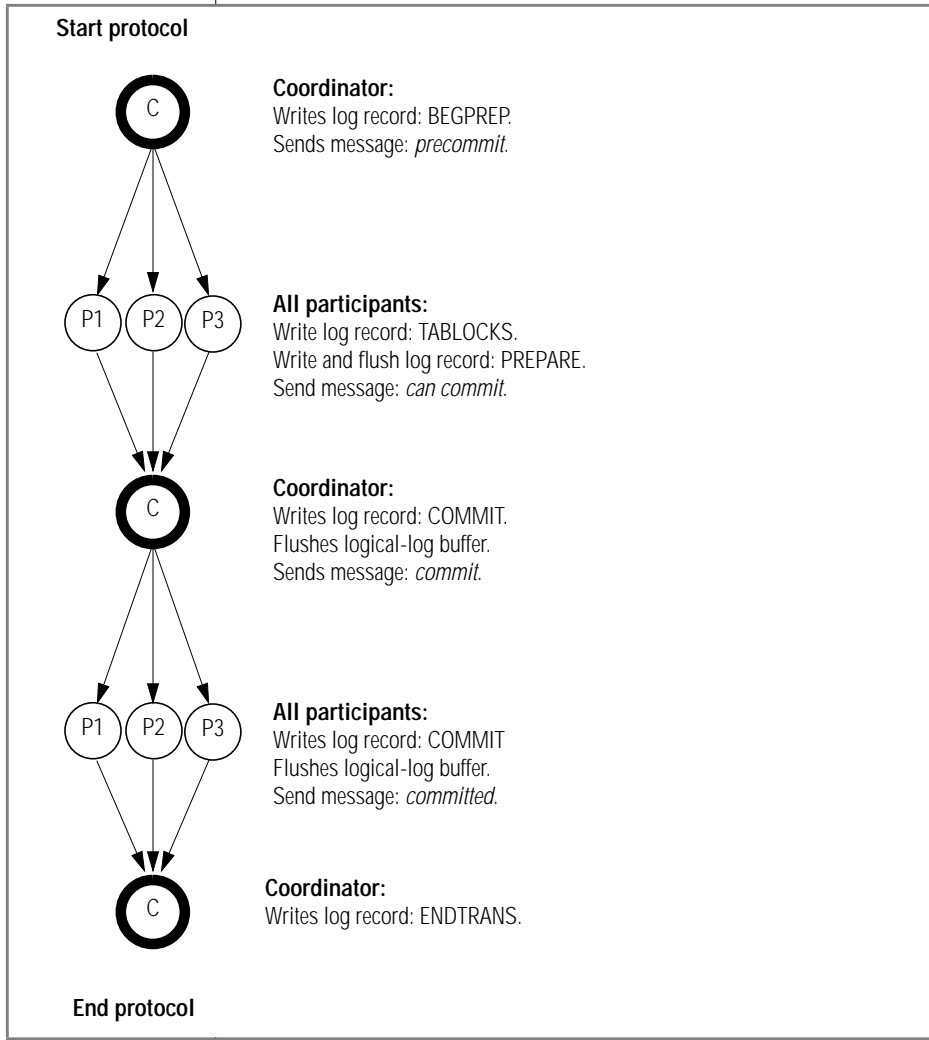 Start protocol
C
Coordinator:
Writes log record: BEGPREP.
Sends message: precommit.
P1 P2 P3
All participants:
Write log record: TABLOCKS.
Write and flush log record: PREPARE.
Send message: can commit.
C
Coordinator:
Writes log record: COMMIT.
Flushes logical-log buffer.
Sends message: commit.
P1 P2 P3
All participants:
Writes log record: COMMIT
Flushes logical-log buffer.
Send message: committed.
C
Coordinator:
Writes log record: ENDTRANS.
End protocol